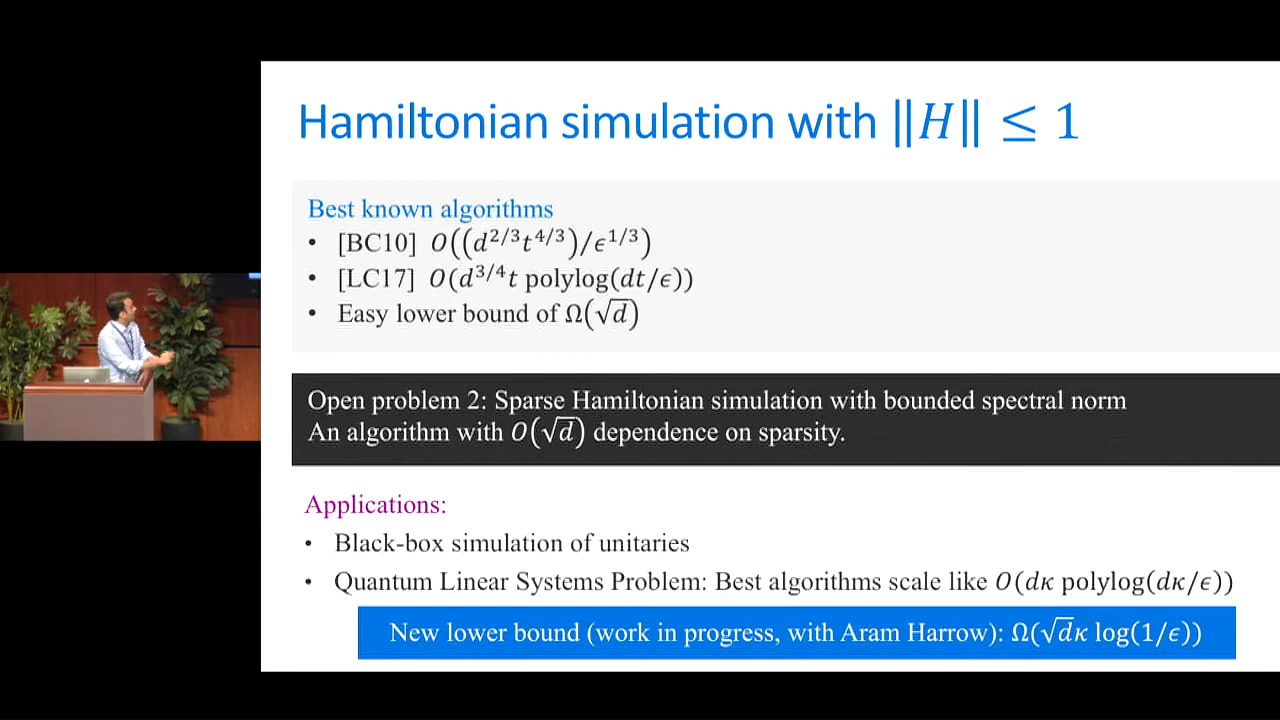 Hamiltonian simulation with ||H|| ≤ 1
Best known algorithms
• [BC10] O((d^{2/3}t^{4/3})/ϵ^{1/3})
• [LC17] O(d^{3/4}t polylog(dt/ϵ))
• Easy lower bound of Ω(√d)
Open problem 2: Sparse Hamiltonian simulation with bounded spectral norm
An algorithm with O(√d) dependence on sparsity.
Applications:
• Black-box simulation of unitaries
• Quantum Linear Systems Problem: Best algorithms scale like O(dκ polylog(dκ/ϵ))
New lower bound (work in progress, with Aram Harrow): Ω(√dκ log(1/ϵ))